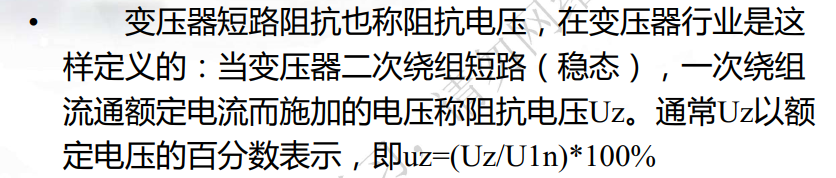 • 变压器短路阻抗也称阻抗电压，在变压器行业是这
样定义的：当变压器二次绕组短路（稳态），一次绕组
流通额定电流而施加的电压称阻抗电压Uz。通常Uz以额
定电压的百分数表示，即uz=(Uz/U1n)*100%